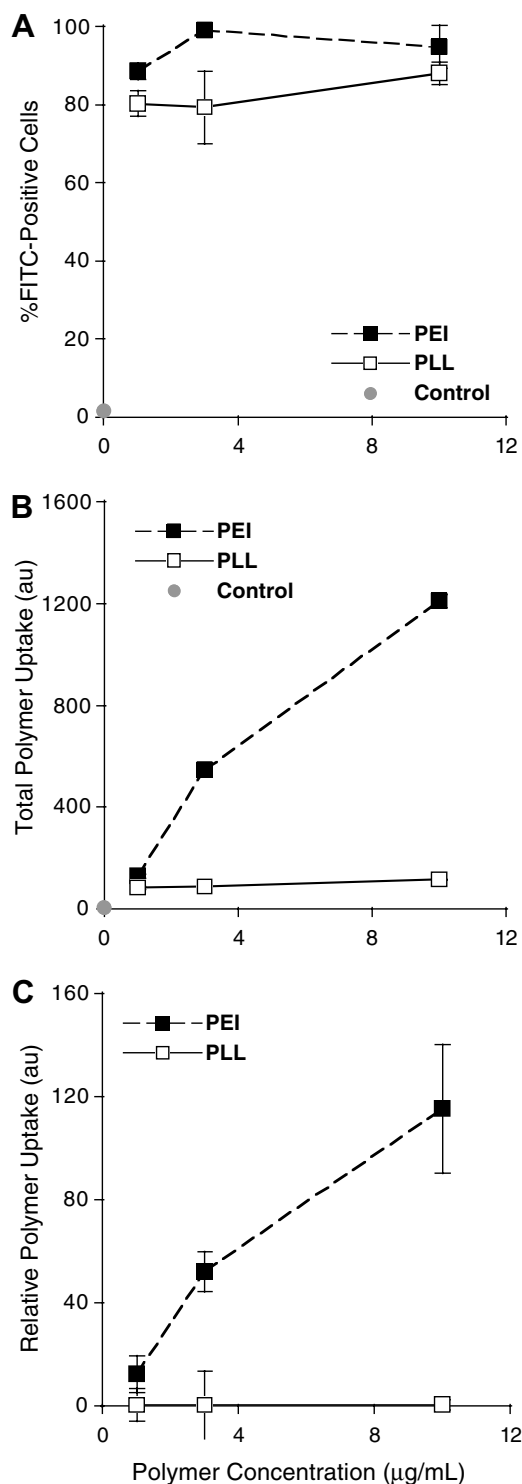 A
100
80
60
40
20
0
%FITC-Positive Cells
PEI
PLL
Control
0 4 8 12
B
1600
1200
800
400
0
Total Polymer Uptake (au)
PEI
PLL
Control
0 4 8 12
C
160
120
80
40
0
Relative Polymer Uptake (au)
PEI
PLL
0 4 8 12
Polymer Concentration (μg/mL)